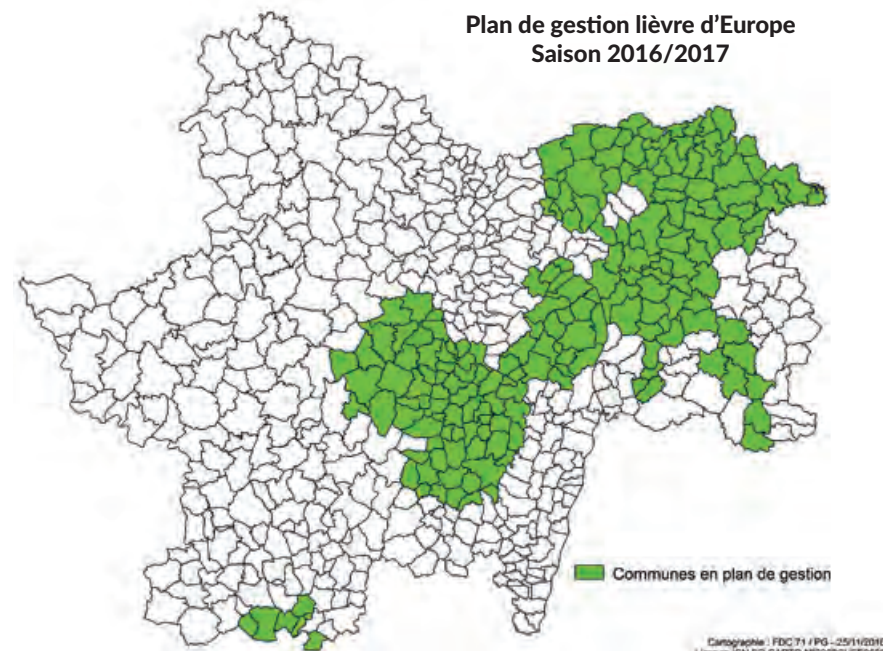 Plan de gestion lièvre d'Europe
Saison 2016/2017
Communes en plan de gestion
Cartographie : FDC 71 / PG - 25/11/2016